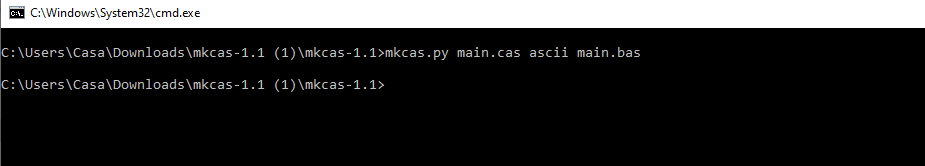 C:\Windows\System32\cmd.exe
C:\Users\Casa\Downloads\mkcas-1.1 (1)\mkcas-1.1>mkcas.py main.cas ascii main.bas
C:\Users\Casa\Downloads\mkcas-1.1 (1)\mkcas-1.1>